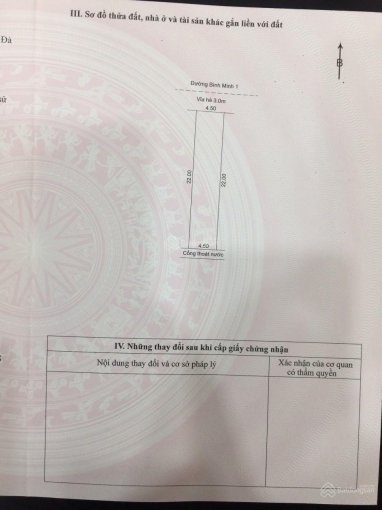 III. Sơ đồ thửa đất, nhà ở và tài sản khác gắn liền với đất
Đà
B
Đường Bình Minh 1
Vỉa hè 3.0m
4.50
22.00
22.00
4.50
Cống thoát nước
IV. Những thay đổi sau khi cấp giấy chứng nhận
Nội dung thay đổi và cơ sở pháp lý
Xác nhận của cơ quan
có thẩm quyền